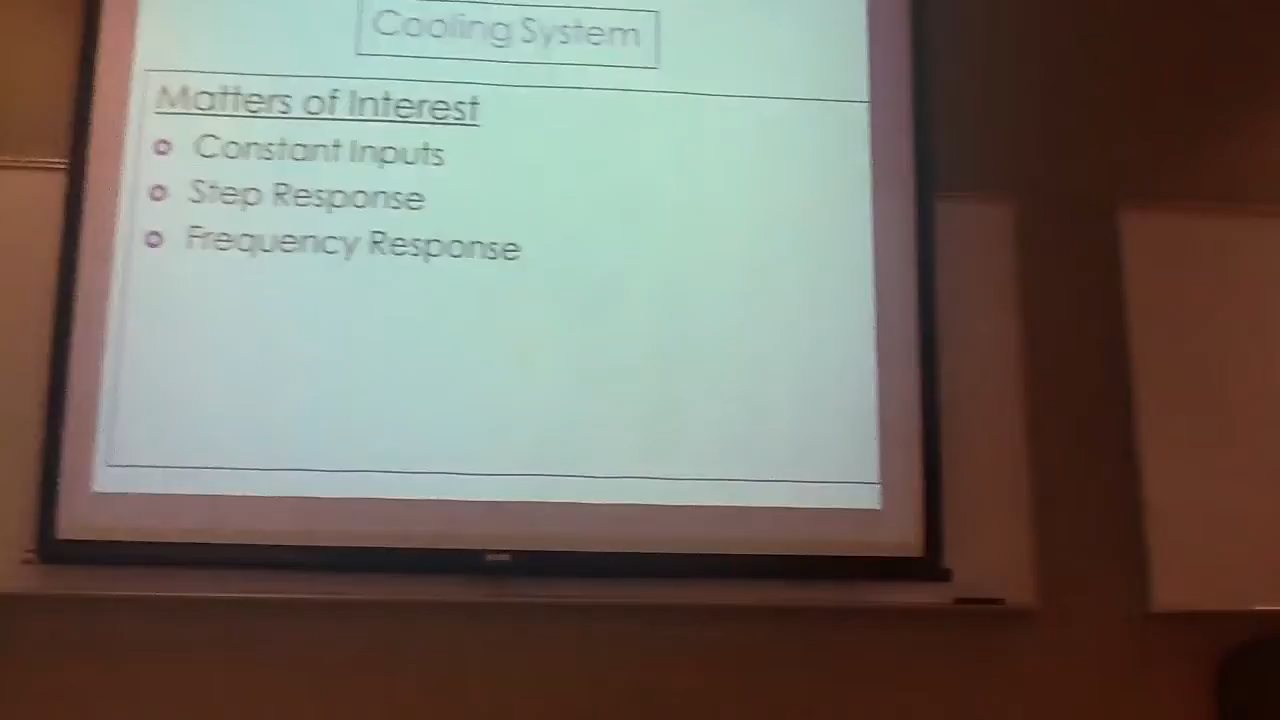 Cooling System
Matters of Interest
Constant Inputs
Step Response
Frequency Response